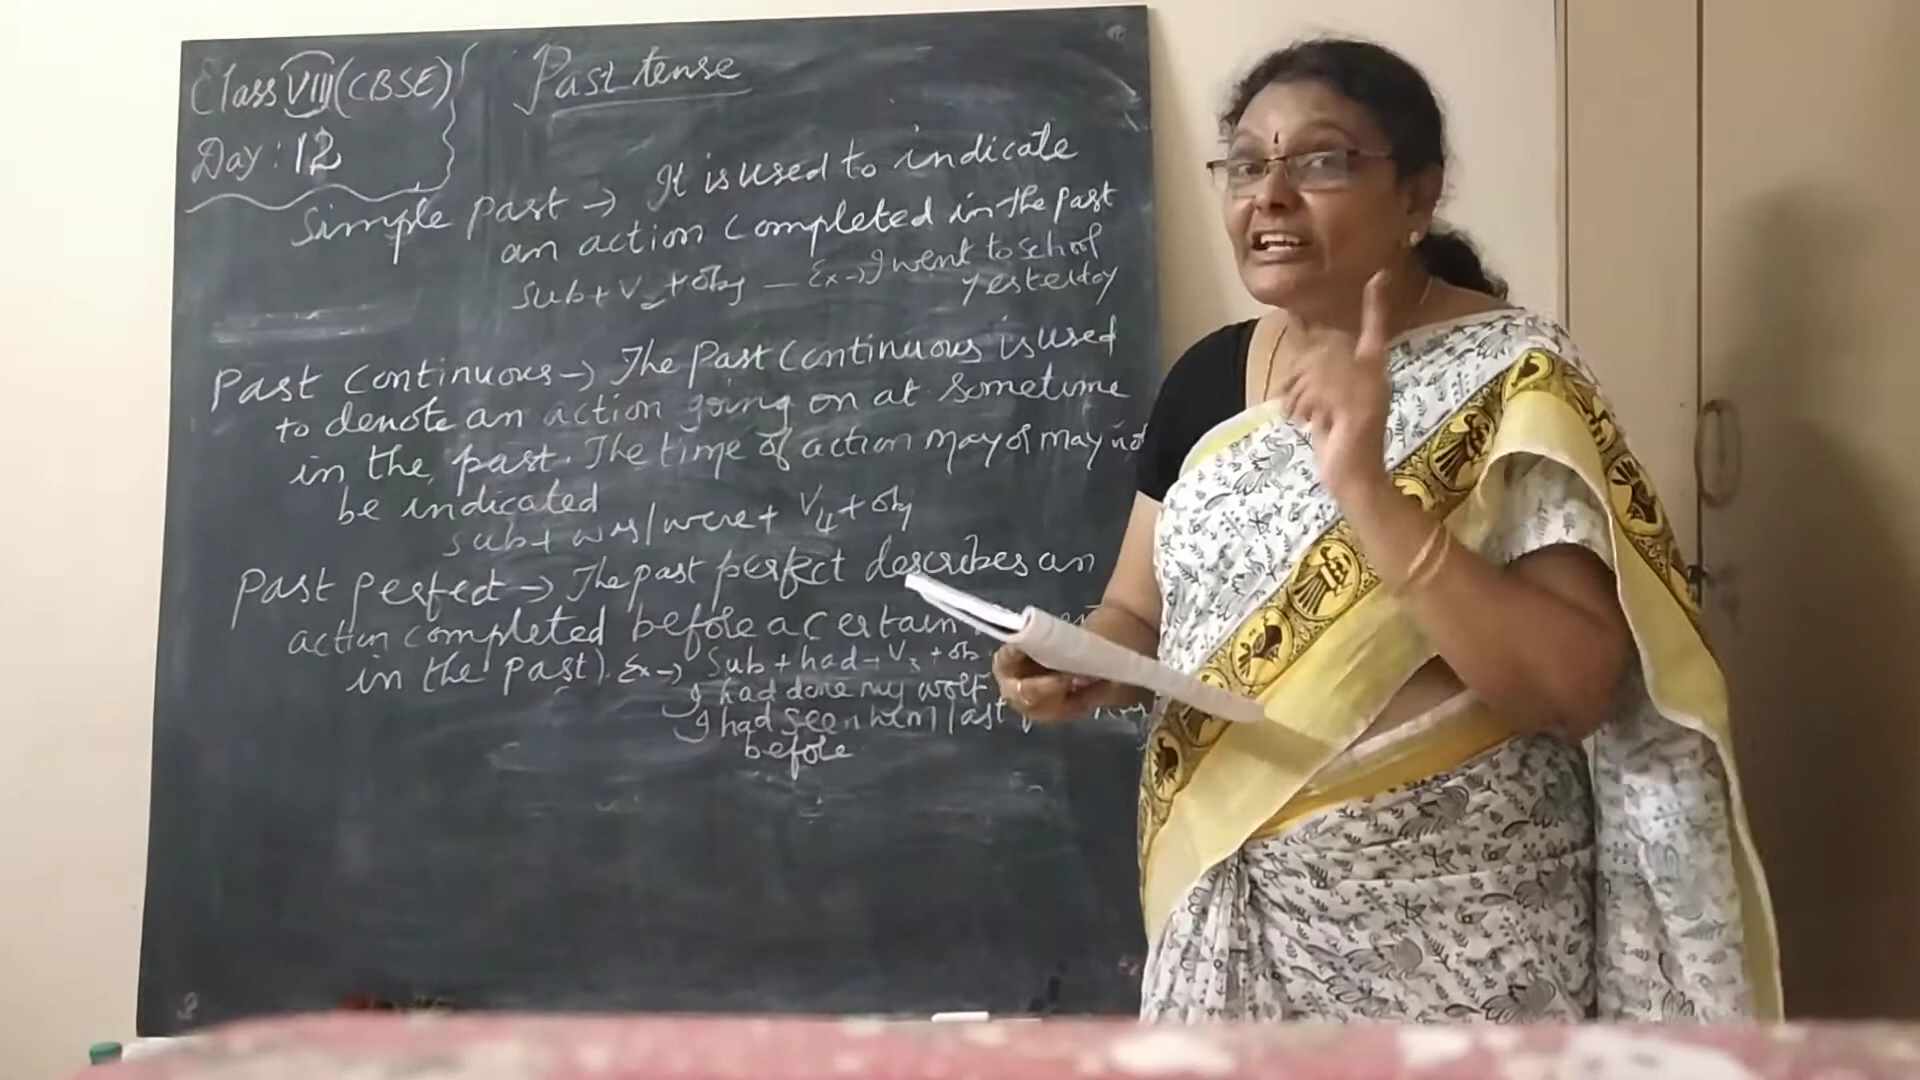 Class VIII (CBSE)
Day: 12
Past tense
Simple past → It is used to indicate
an action completed in the past
Sub + V2 + obj — Ex → I went to school
yesterday
Past Continuous → The Past Continuous is used
to denote an action going on at sometime
in the past. The time of action may or may not
be indicated
Sub + was/were + V4 + obj
Past perfect → The past perfect describes an
action completed before a certain
in the past). Ex → Sub + had + V3 + ob
I had done my work
I had seen him last
before